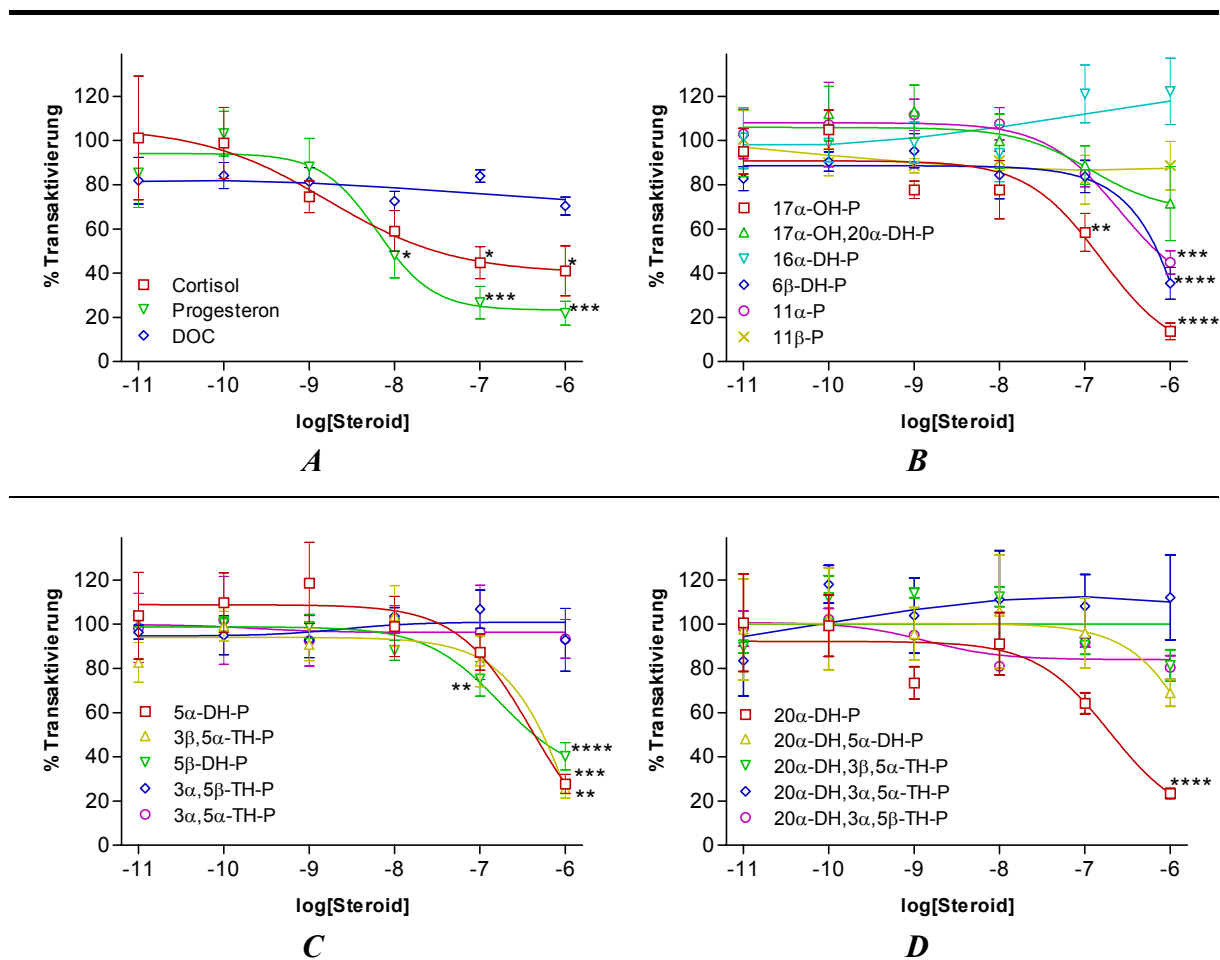 % Transaktivierung
120
100
80
60
40
20
0
Cortisol
Progesteron
DOC
*
*
*
***
***
-11 -10 -9 -8 -7 -6
log[Steroid]
A
% Transaktivierung
120
100
80
60
40
20
0
17α-OH-P
17α-OH,20α-DH-P
16α-DH-P
6β-DH-P
11α-P
11β-P
**
***
****
****
-11 -10 -9 -8 -7 -6
log[Steroid]
B
% Transaktivierung
120
100
80
60
40
20
0
5α-DH-P
3β,5α-TH-P
5β-DH-P
3α,5β-TH-P
3α,5α-TH-P
**
****
***
**
-11 -10 -9 -8 -7 -6
log[Steroid]
C
% Transaktivierung
120
100
80
60
40
20
0
20α-DH-P
20α-DH,5α-DH-P
20α-DH,3β,5α-TH-P
20α-DH,3α,5α-TH-P
20α-DH,3α,5β-TH-P
****
-11 -10 -9 -8 -7 -6
log[Steroid]
D